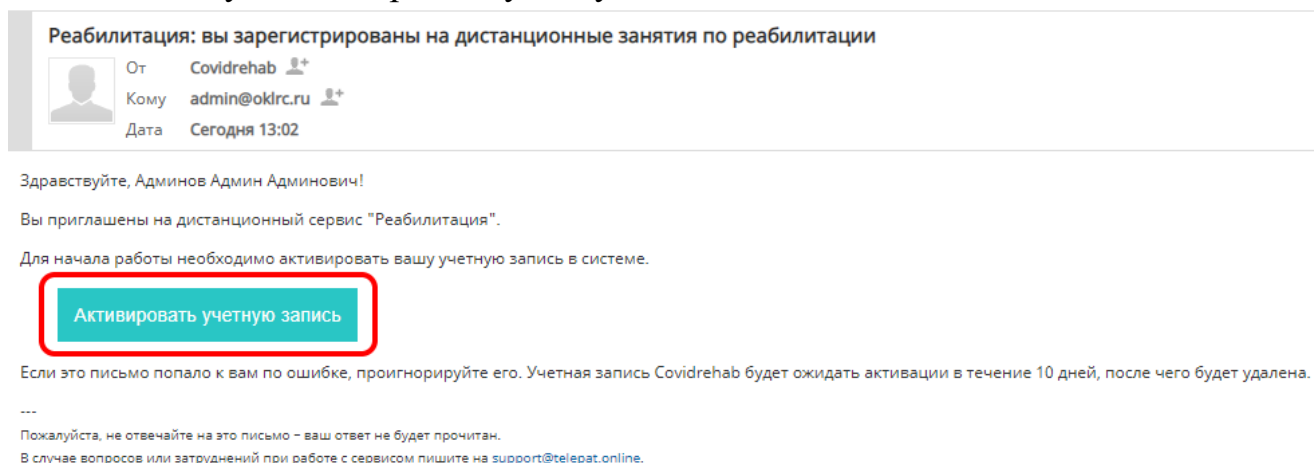 Реабилитация: вы зарегистрированы на дистанционные занятия по реабилитации
От Covidrehab
Кому admin@oklrc.ru
Дата Сегодня 13:02
Здравствуйте, Админов Админ Админович!
Вы приглашены на дистанционный сервис "Реабилитация".
Для начала работы необходимо активировать вашу учетную запись в системе.
Активировать учетную запись
Если это письмо попало к вам по ошибке, проигнорируйте его. Учетная запись Covidrehab будет ожидать активации в течение 10 дней, после чего будет удалена.
---
Пожалуйста, не отвечайте на это письмо – ваш ответ не будет прочитан.
В случае вопросов или затруднений при работе с сервисом пишите на support@telepat.online.